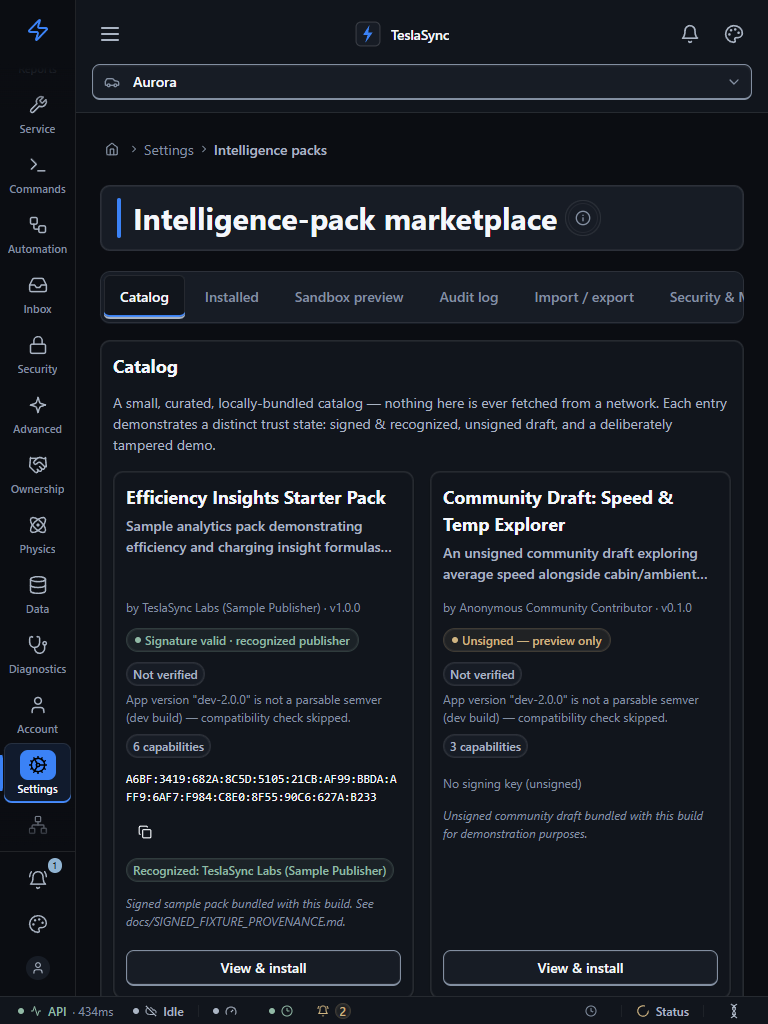 TeslaSync
Aurora
Settings
Intelligence packs
Service
Commands
Automation
Inbox
Security
Advanced
Ownership
Physics
Data
Diagnostics
Account
Settings
1
Intelligence-pack marketplace
Catalog
Installed
Sandbox preview
Audit log
Import / export
Security &
Catalog
A small, curated, locally-bundled catalog — nothing here is ever fetched from a network. Each entry
demonstrates a distinct trust state: signed & recognized, unsigned draft, and a deliberately
tampered demo.
Efficiency Insights Starter Pack
Sample analytics pack demonstrating
efficiency and charging insight formulas...
by TeslaSync Labs (Sample Publisher) · v1.0.0
Signature valid · recognized publisher
Not verified
App version "dev-2.0.0" is not a parsable semver
(dev build) — compatibility check skipped.
6 capabilities
A6BF:3419:682A:8C5D:5105:21CB:AF99:BBDA:A
FF9:6AF7:F984:C8E0:8F55:90C6:627A:B233
Recognized: TeslaSync Labs (Sample Publisher)
Signed sample pack bundled with this build. See
docs/SIGNED_FIXTURE_PROVENANCE.md.
View & install
Community Draft: Speed &
Temp Explorer
An unsigned community draft exploring
average speed alongside cabin/ambient...
by Anonymous Community Contributor · v0.1.0
Unsigned — preview only
Not verified
App version "dev-2.0.0" is not a parsable semver
(dev build) — compatibility check skipped.
3 capabilities
No signing key (unsigned)
Unsigned community draft bundled with this build
for demonstration purposes.
View & install
API · 434ms
Idle
2
Status